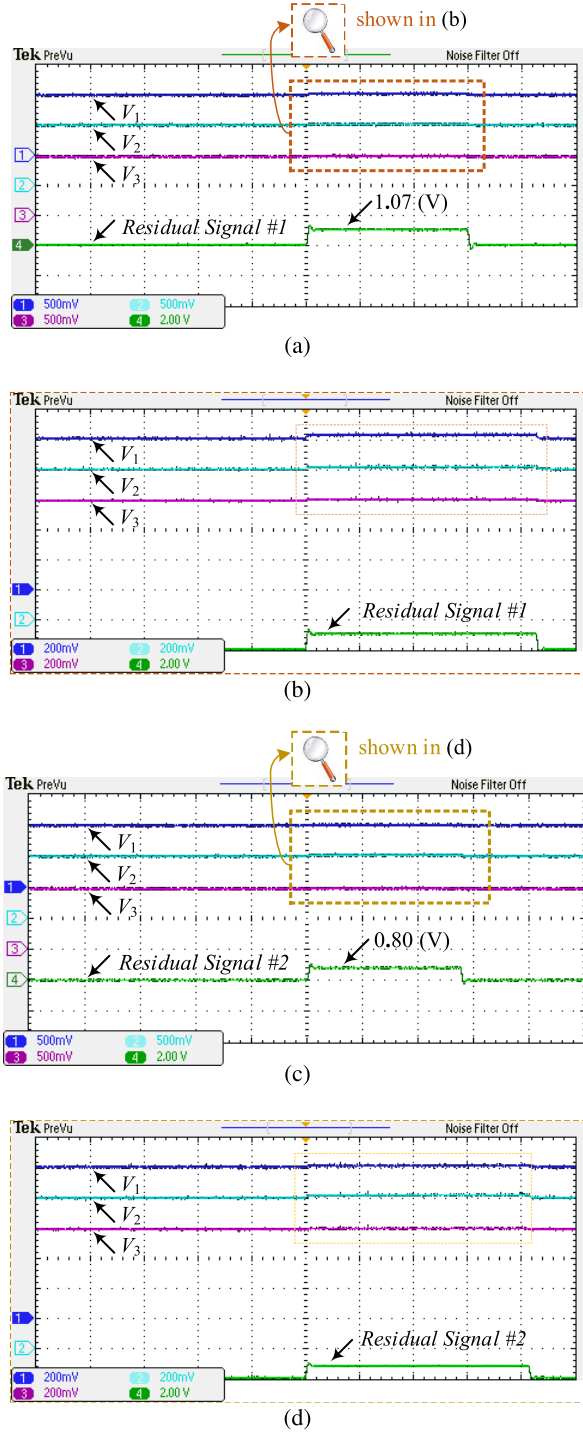 shown in (b)
Tek PreVu Noise Filter Off
V1
V2
1 V3
2
3
1.07 (V)
Residual Signal #1
4
1 500mV 2 500mV
3 500mV 4 2.00 V
(a)
Tek PreVu Noise Filter Off
V1
V2
V3
1
Residual Signal #1
2
1 200mV 2 200mV
3 200mV 4 2.00 V
(b)
shown in (d)
Tek PreVu Noise Filter Off
V1
V2
1 V3
2
3 0.80 (V)
Residual Signal #2
4
1 500mV 2 500mV
3 500mV 4 2.00 V
(c)
Tek PreVu Noise Filter Off
V1
V2
V3
1
Residual Signal #2
2
1 200mV 2 200mV
3 200mV 4 2.00 V
(d)